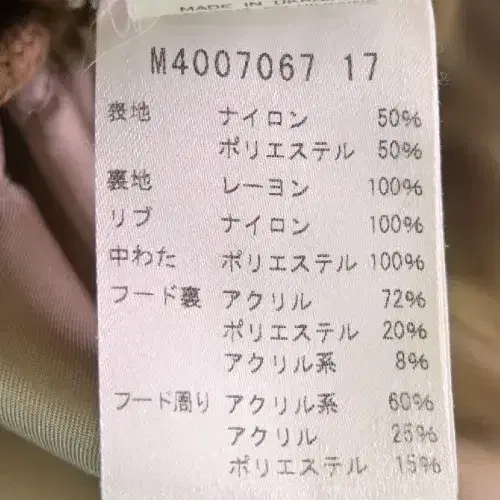 MADE IN UKRAINE
M4007067 17
表地 ナイロン 50%
ポリエステル 50%
裏地 レーヨン 100%
リブ ナイロン 100%
中わた ポリエステル 100%
フード裏 アクリル 72%
ポリエステル 20%
アクリル系 8%
フード周り アクリル系 60%
アクリル 25%
ポリエステル 15%